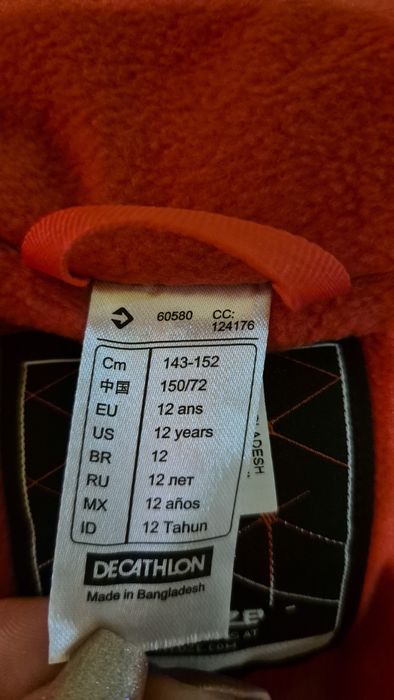 60580 CC:
124176
Cm 143-152
中国 150/72
EU 12 ans
US 12 years
BR 12
RU 12 лет
MX 12 años
ID 12 Tahun
DECATHLON
Made in Bangladesh